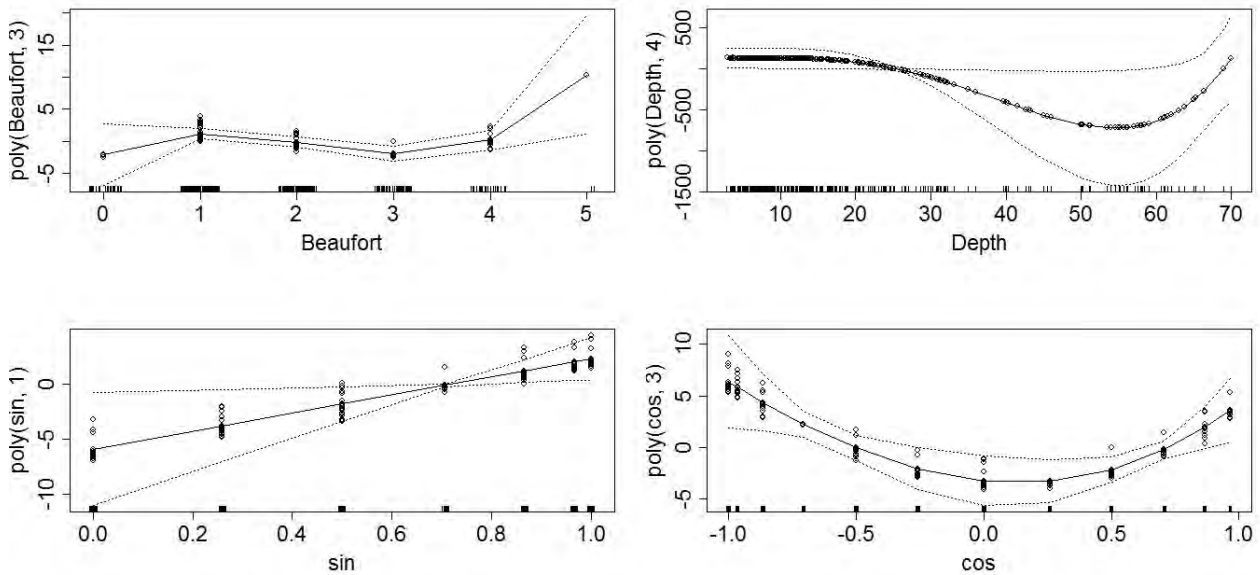 poly(Beaufort, 3)
15
5
-5
0 1 2 3 4 5
Beaufort
poly(Depth, 4)
500
-500
-1500
10 20 30 40 50 60 70
Depth
poly(sin, 1)
0
-5
-10
0.0 0.2 0.4 0.6 0.8 1.0
sin
poly(cos, 3)
10
5
0
-5
-1.0 -0.5 0.0 0.5 1.0
cos